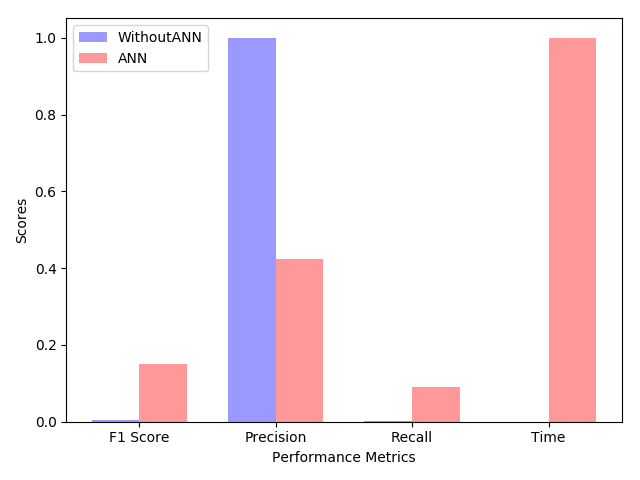 WithoutANN
ANN
1.0
0.8
0.6
0.4
0.2
0.0
Scores
F1 Score Precision Recall Time
Performance Metrics